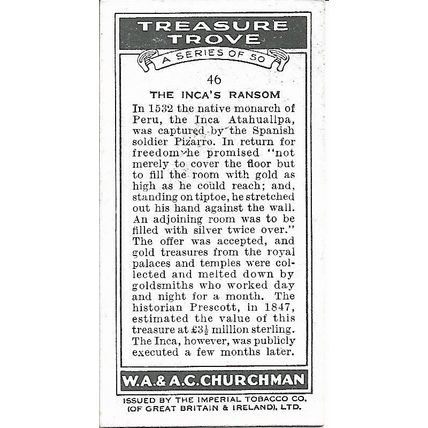 TREASURE
TROVE
A SERIES OF 50
46
THE INCA'S RANSOM
In 1532 the native monarch of
Peru, the Inca Atahuallpa,
was captured by the Spanish
soldier Pizarro. In return for
freedom he promised "not
merely to cover the floor but
to fill the room with gold as
high as he could reach; and,
standing on tiptoe, he stretched
out his hand against the wall.
An adjoining room was to be
filled with silver twice over."
The offer was accepted, and
gold treasures from the royal
palaces and temples were col-
lected and melted down by
goldsmiths who worked day
and night for a month. The
historian Prescott, in 1847,
estimated the value of this
treasure at £3½ million sterling.
The Inca, however, was publicly
executed a few months later.
W.A. & A.C. CHURCHMAN
ISSUED BY THE IMPERIAL TOBACCO CO.
(OF GREAT BRITAIN & IRELAND), LTD.